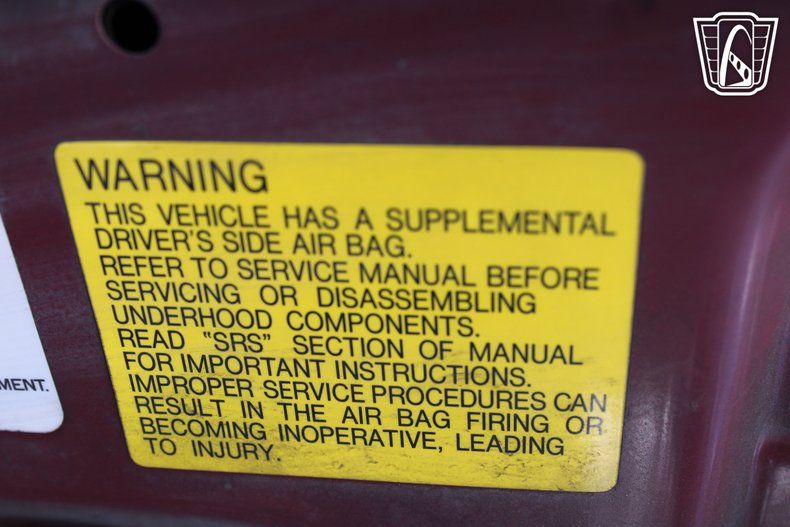 WARNING
THIS VEHICLE HAS A SUPPLEMENTAL
DRIVER'S SIDE AIR BAG.
REFER TO SERVICE MANUAL BEFORE
SERVICING OR DISASSEMBLING
UNDERHOOD COMPONENTS.
READ "SRS" SECTION OF MANUAL
FOR IMPORTANT INSTRUCTIONS.
IMPROPER SERVICE PROCEDURES CAN
RESULT IN THE AIR BAG FIRING OR
BECOMING INOPERATIVE, LEADING
TO INJURY.